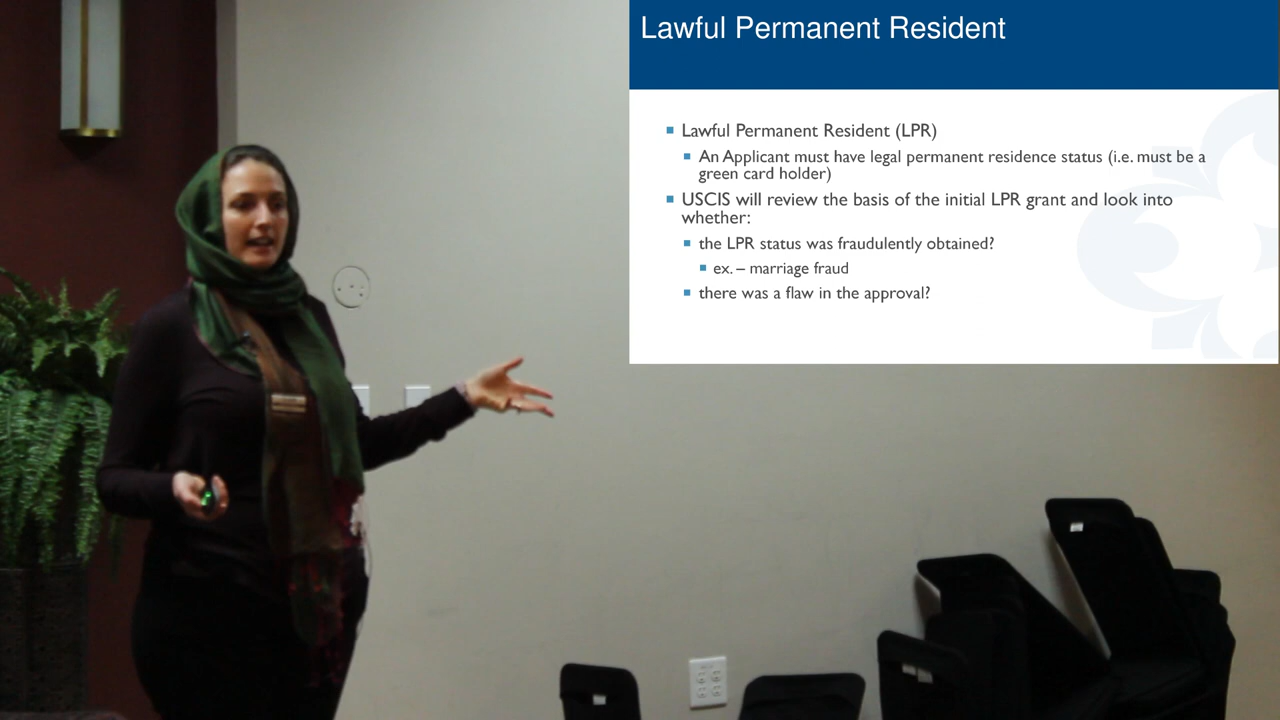 Lawful Permanent Resident
Lawful Permanent Resident (LPR)
An Applicant must have legal permanent residence status (i.e. must be a
green card holder)
USCIS will review the basis of the initial LPR grant and look into
whether:
the LPR status was fraudulently obtained?
ex. – marriage fraud
there was a flaw in the approval?